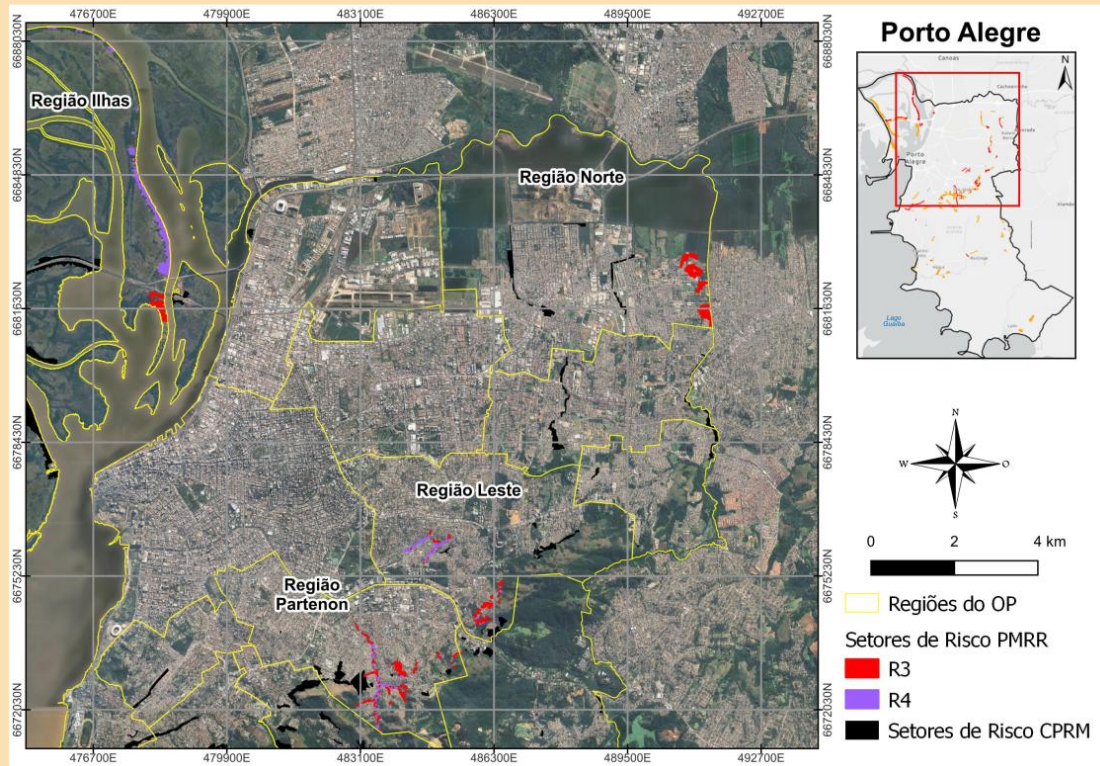 476700E
479900E
483100E
486300E
489500E
492700E
6688030N
6684830N
6681630N
6678430N
6675230N
6672030N
Região Ilhas
Região Norte
Região Leste
Região
Partenon
6688030N
6684830N
6681630N
6678430N
6675230N
6672030N
476700E
479900E
483100E
486300E
489500E
492700E
Porto Alegre
N
Canoas
Porto
Alegre
Lago
Guaíba
N
W
O
S
0
2
4 km
Regiões do OP
Setores de Risco PMRR
R3
R4
Setores de Risco CPRM